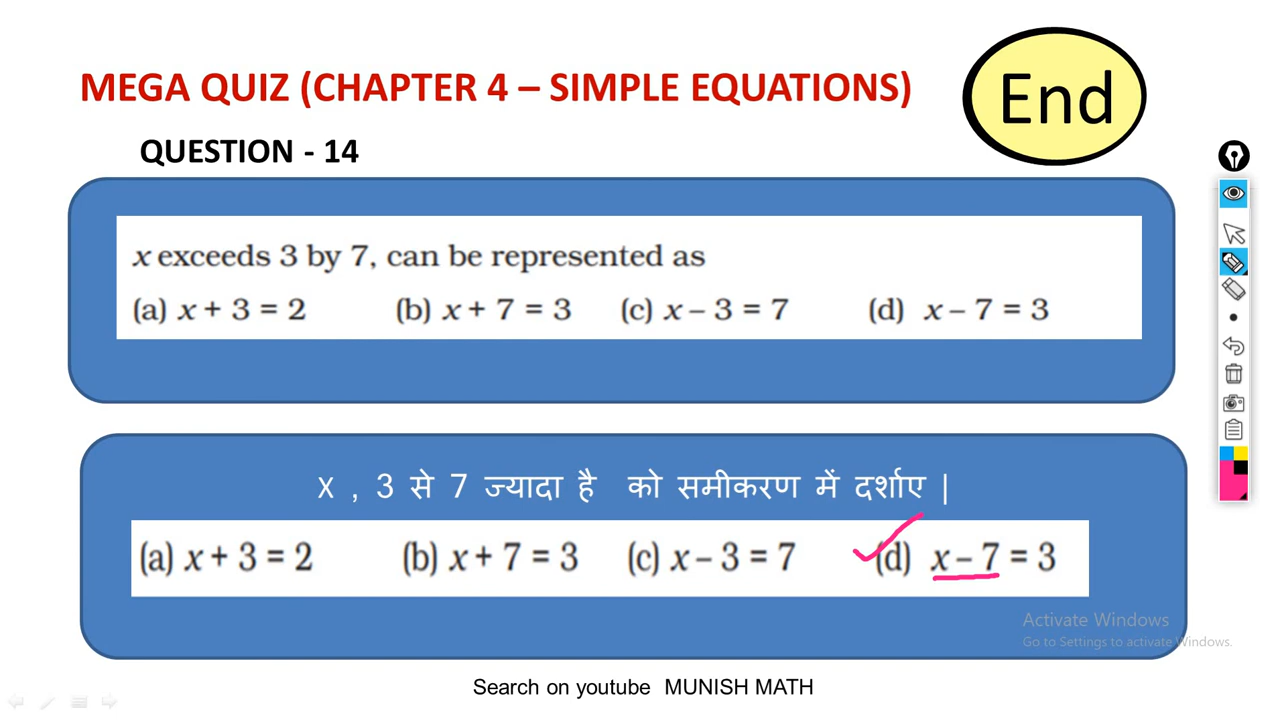 MEGA QUIZ (CHAPTER 4 – SIMPLE EQUATIONS)
End
QUESTION - 14
x exceeds 3 by 7, can be represented as
(a) x + 3 = 2 (b) x + 7 = 3 (c) x – 3 = 7 (d) x – 7 = 3
X , 3 से 7 ज्यादा है को समीकरण में दर्शाए |
(a) x + 3 = 2 (b) x + 7 = 3 (c) x – 3 = 7 (d) x – 7 = 3
Activate Windows
Go to Settings to activate Windows.
Search on youtube MUNISH MATH